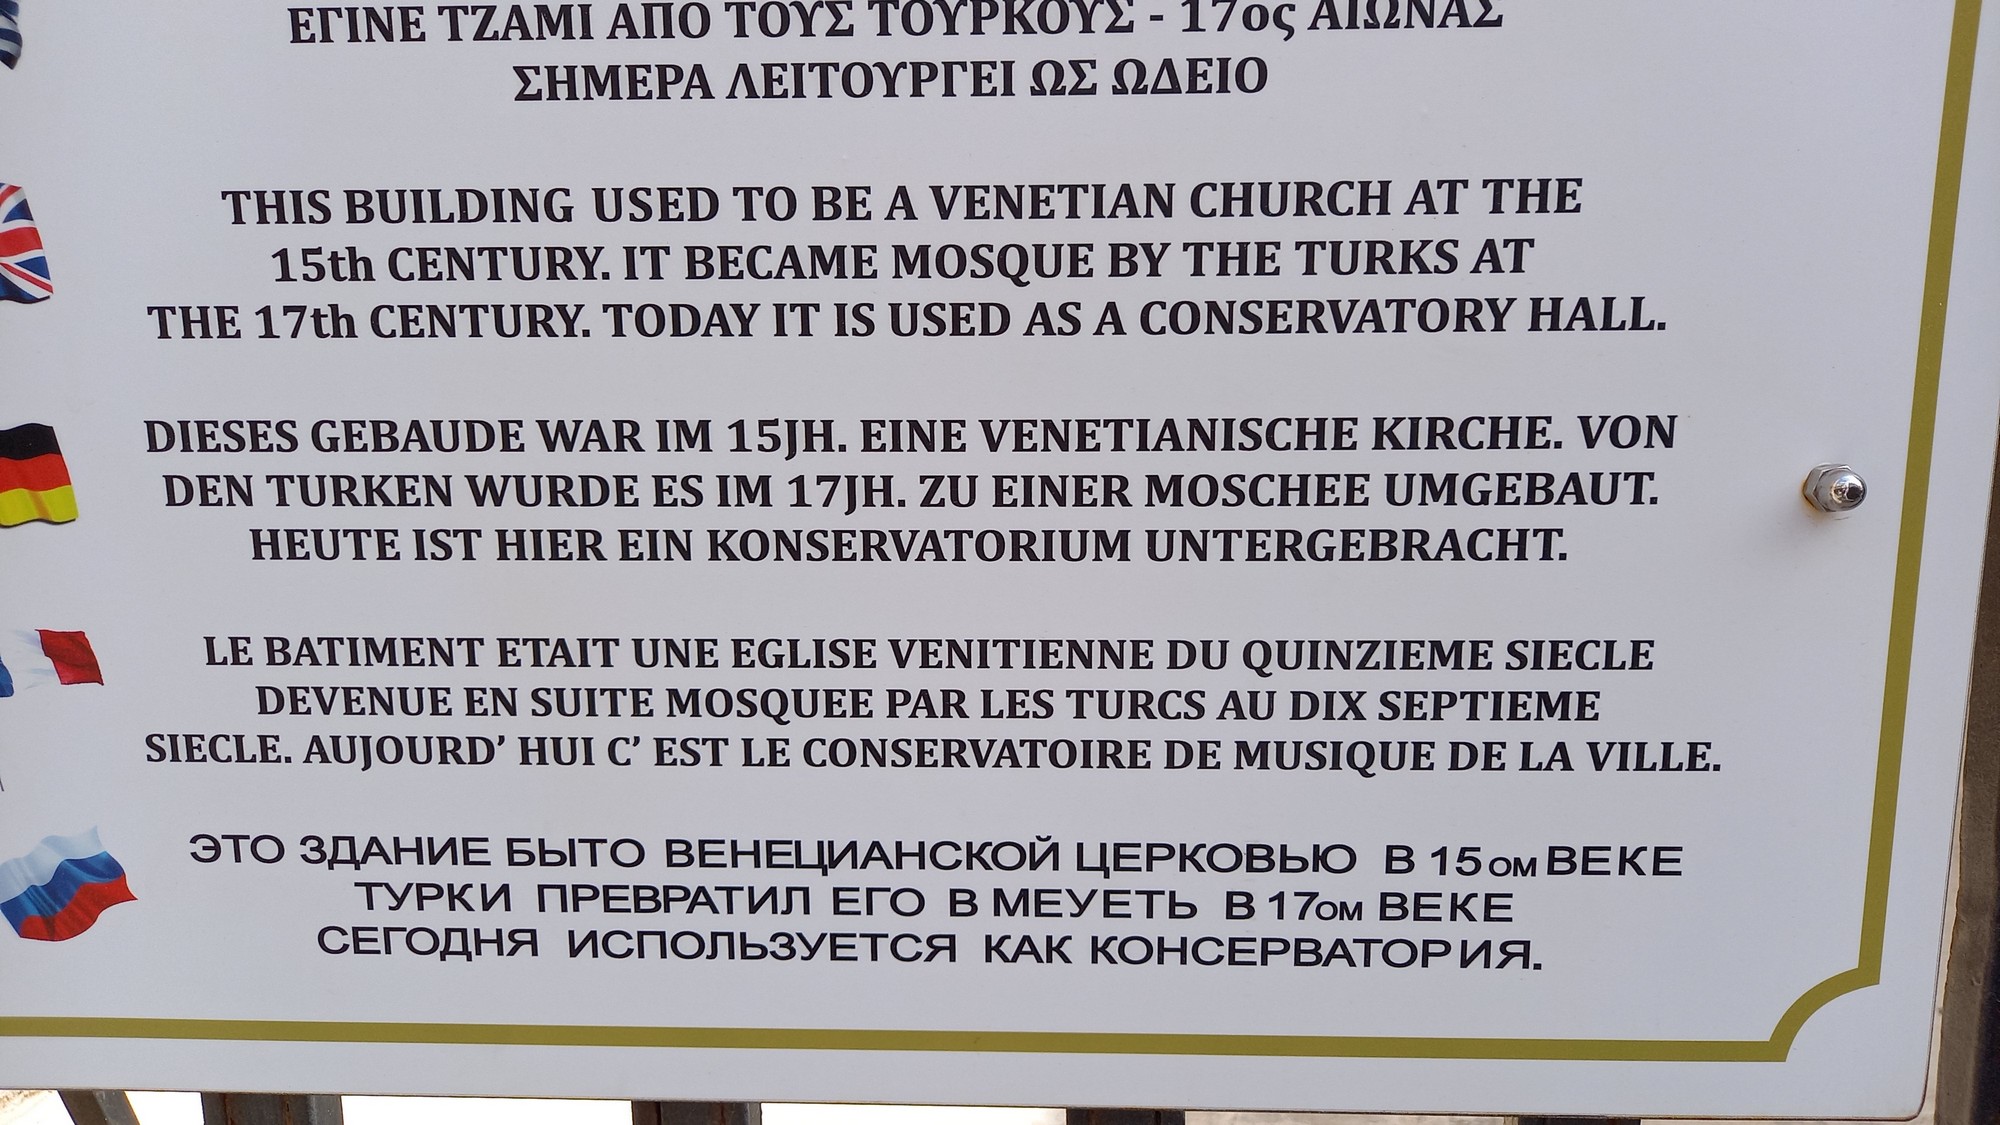 ΕΓΙΝΕ ΤΖΑΜΙ ΑΠΟ ΤΟΥΣ ΤΟΥΡΚΟΥΣ - 17ος ΑΙΩΝΑΣ
ΣΗΜΕΡΑ ΛΕΙΤΟΥΡΓΕΙ ΩΣ ΩΔΕΙΟ
THIS BUILDING USED TO BE A VENETIAN CHURCH AT THE
15th CENTURY. IT BECAME MOSQUE BY THE TURKS AT
THE 17th CENTURY. TODAY IT IS USED AS A CONSERVATORY HALL.
DIESES GEBAUDE WAR IM 15JH. EINE VENETIANISCHE KIRCHE. VON
DEN TURKEN WURDE ES IM 17JH. ZU EINER MOSCHEE UMGEBAUT.
HEUTE IST HIER EIN KONSERVATORIUM UNTERGEBRACHT.
LE BATIMENT ETAIT UNE EGLISE VENITIENNE DU QUINZIEME SIECLE
DEVENUE EN SUITE MOSQUEE PAR LES TURCS AU DIX SEPTIEME
SIECLE. AUJOURD' HUI C' EST LE CONSERVATOIRE DE MUSIQUE DE LA VILLE.
ЭТО ЗДАНИЕ БЫТО ВЕНЕЦИАНСКОЙ ЦЕРКОВЬЮ В 15ом ВЕКЕ
ТУРКИ ПРЕВРАТИЛ ЕГО В МЕУЕТЬ В 17ом ВЕКЕ
СЕГОДНЯ ИСПОЛЬЗУЕТСЯ КАК КОНСЕРВАТОРИЯ.